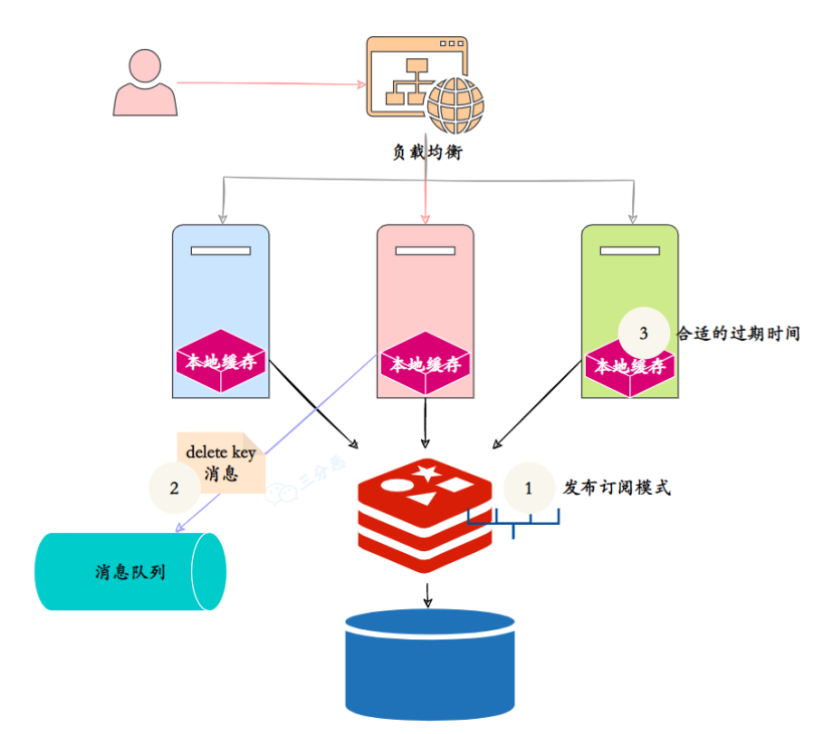 负载均衡
本地缓存
本地缓存
本地缓存
3
合适的过期时间
delete key
消息
2
三分恶
1
发布订阅模式
消息队列